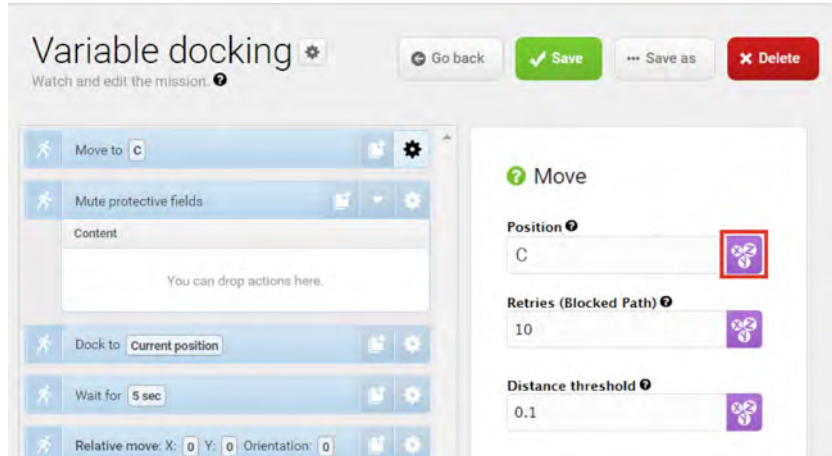 Variable docking
Go back
Save
Save as
Delete
Watch and edit the mission.
Move to C
Mute protective fields
Content
You can drop actions here.
Dock to Current position
Wait for 5 sec
Relative move: X: 0 Y: 0 Orientation: 0
Move
Position
C
Retries (Blocked Path)
10
Distance threshold
0.1